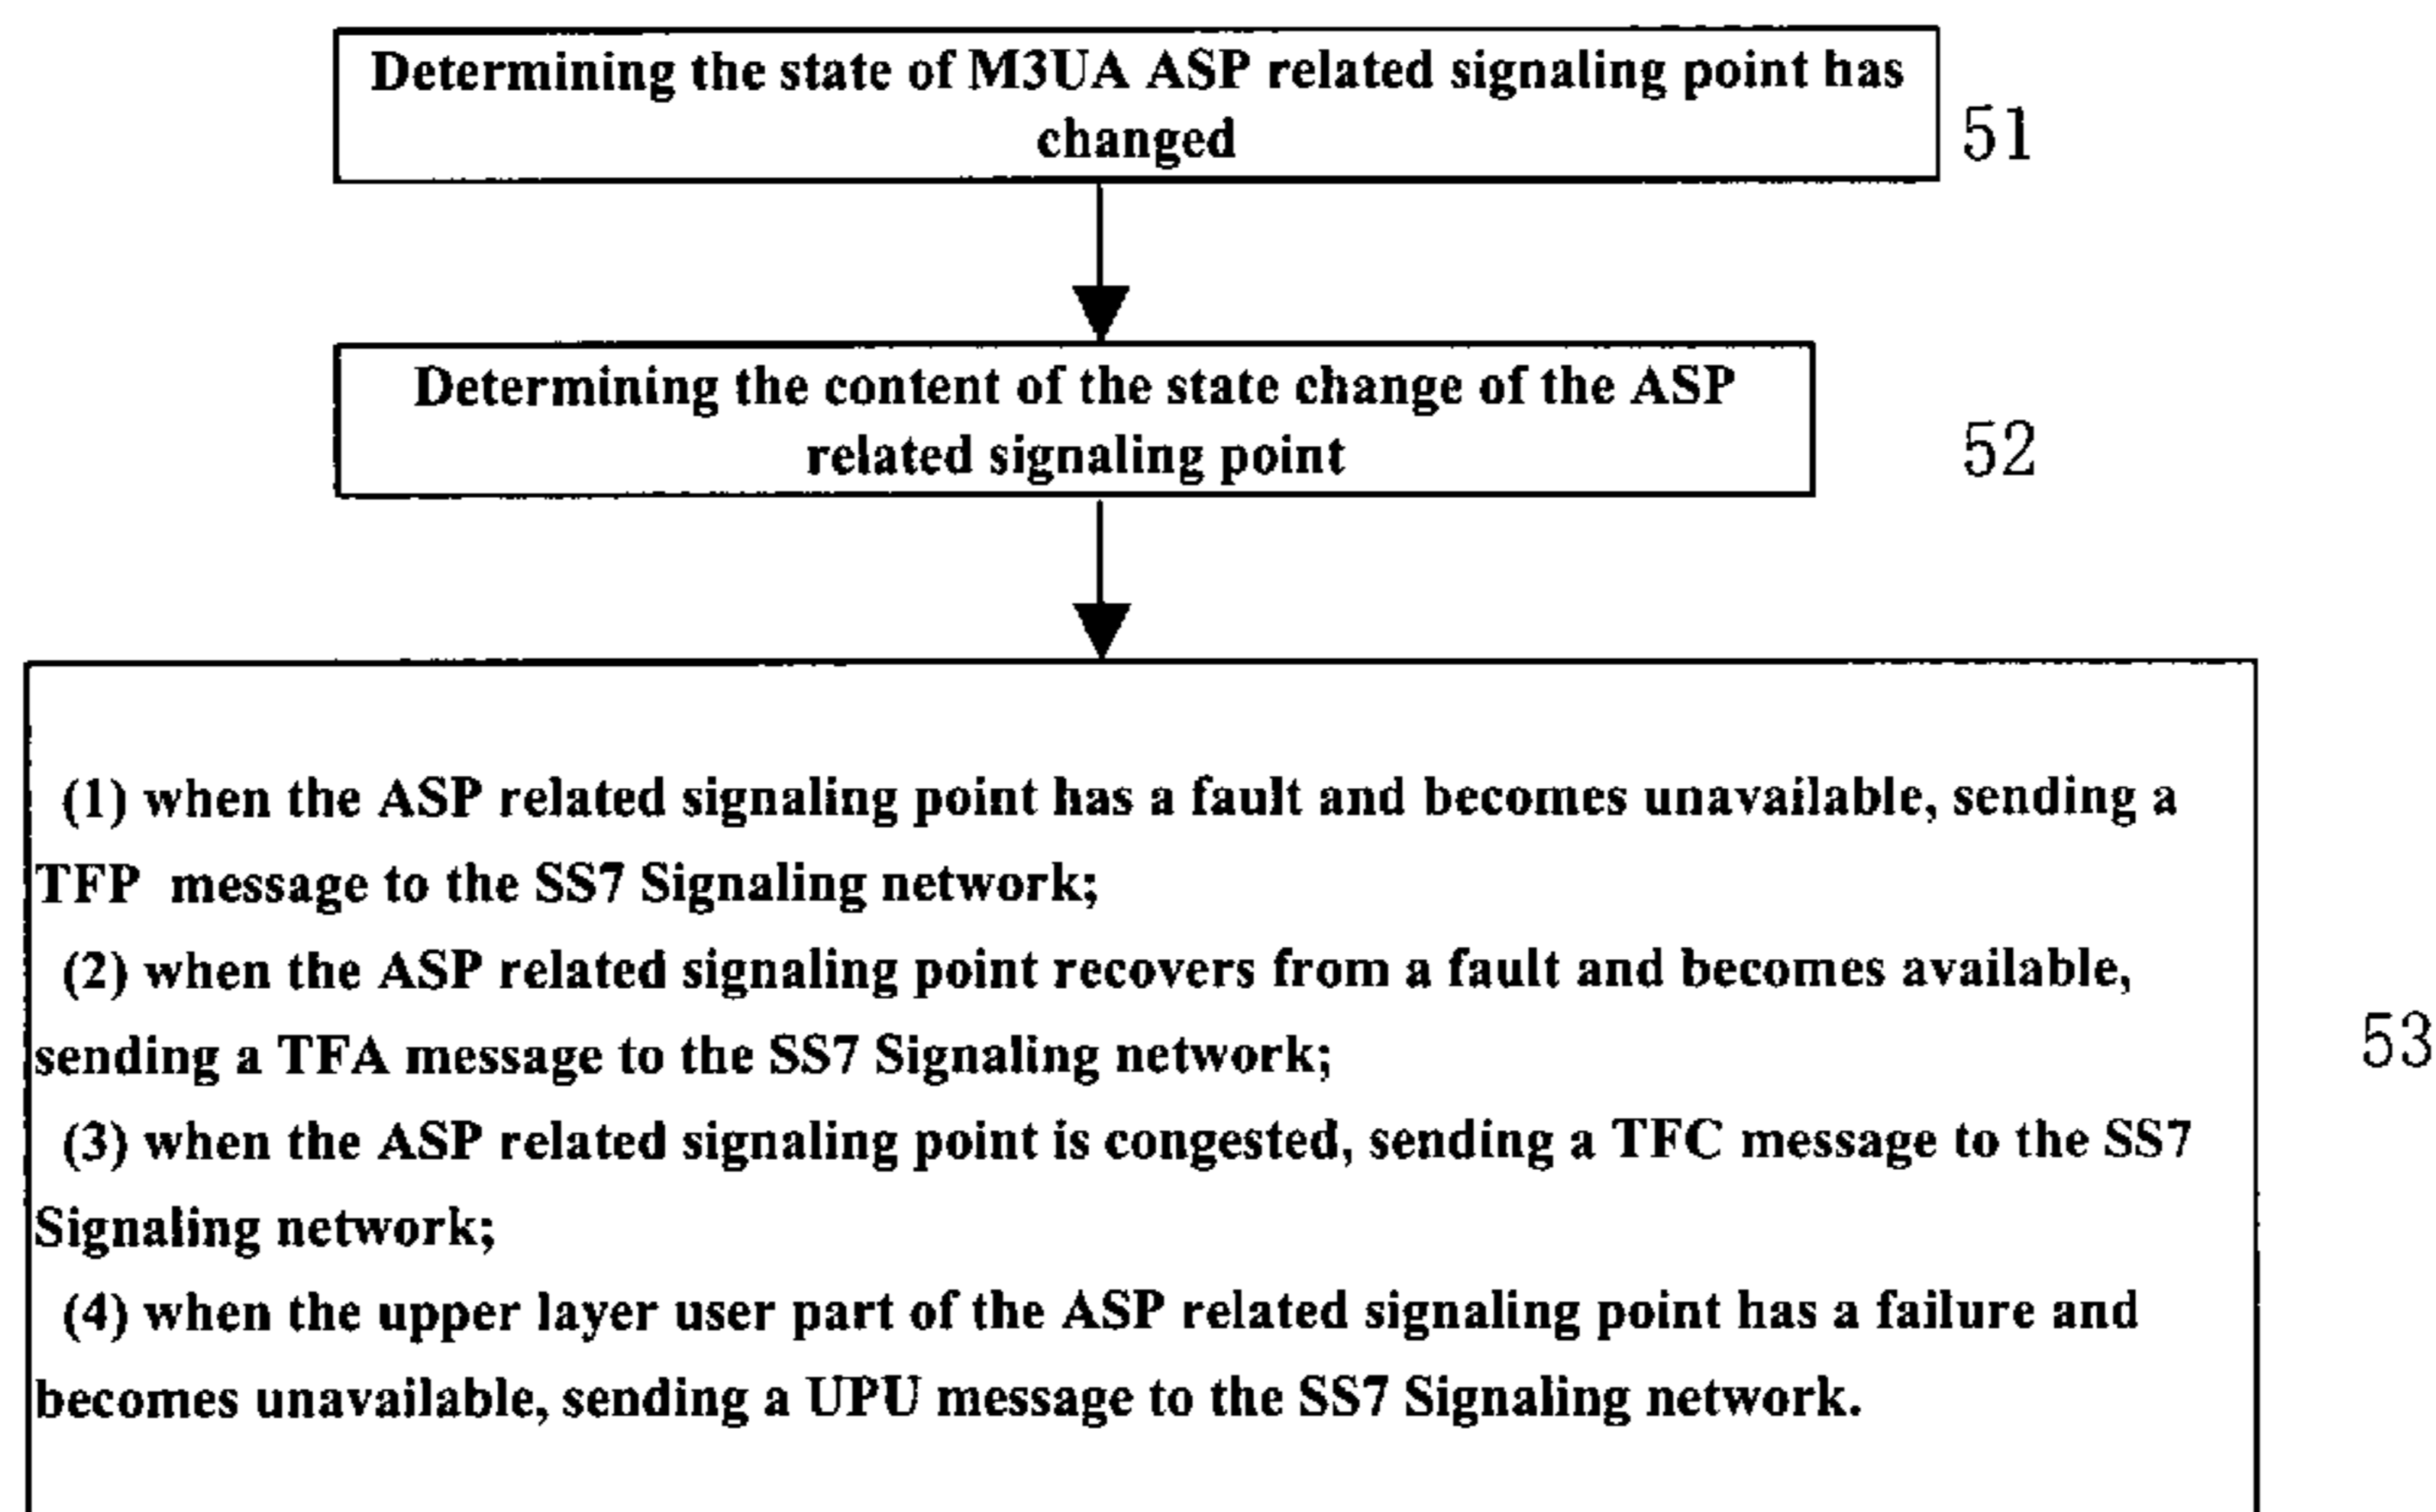 Determining the state of M3UA ASP related signaling point has
changed
51
Determining the content of the state change of the ASP
related signaling point
52
(1) when the ASP related signaling point has a fault and becomes unavailable, sending a
TFP message to the SS7 Signaling network;
(2) when the ASP related signaling point recovers from a fault and becomes available,
sending a TFA message to the SS7 Signaling network;
53
(3) when the ASP related signaling point is congested, sending a TFC message to the SS7
Signaling network;
(4) when the upper layer user part of the ASP related signaling point has a failure and
becomes unavailable, sending a UPU message to the SS7 Signaling network.